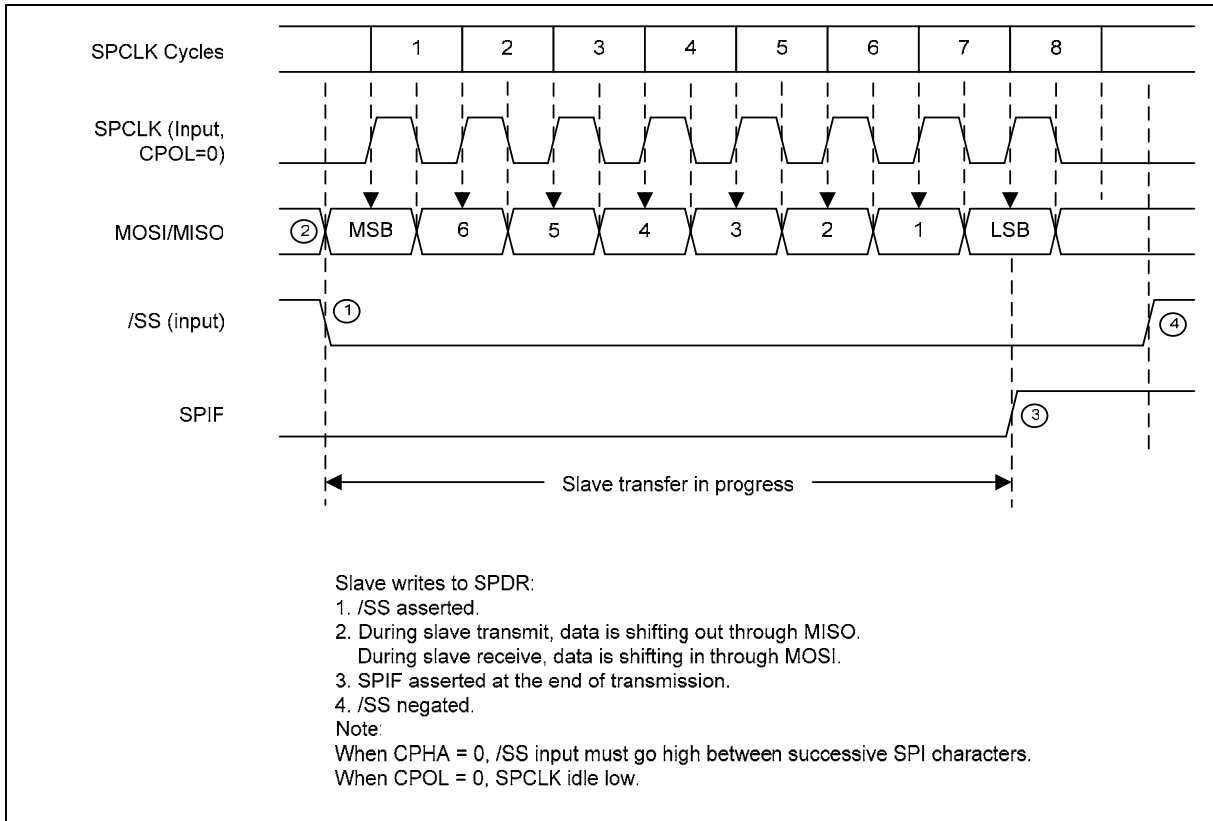 SPCLK Cycles
1 2 3 4 5 6 7 8
SPCLK (Input,
CPOL=0)
MOSI/MISO
2 MSB 6 5 4 3 2 1 LSB
/SS (input)
1
4
SPIF
3
Slave transfer in progress
Slave writes to SPDR:
1. /SS asserted.
2. During slave transmit, data is shifting out through MISO.
During slave receive, data is shifting in through MOSI.
3. SPIF asserted at the end of transmission.
4. /SS negated.
Note:
When CPHA = 0, /SS input must go high between successive SPI characters.
When CPOL = 0, SPCLK idle low.